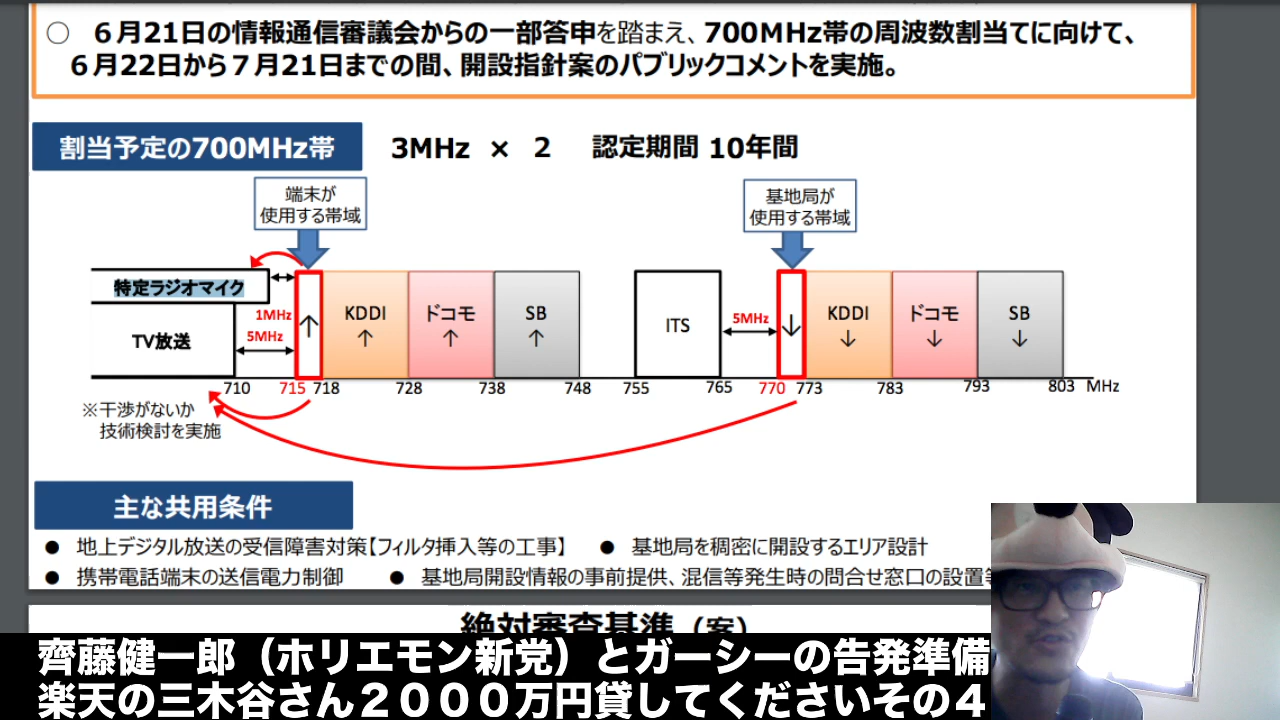 ○ ６月21日の情報通信審議会からの一部答申を踏まえ、700MHz帯の周波数割当てに向けて、
６月22日から７月21日までの間、開設指針案のパブリックコメントを実施。
割当予定の700MHz帯
3MHz × 2 認定期間 10年間
端末が
使用する帯域
基地局が
使用する帯域
特定ラジオマイク
TV放送
1MHz
5MHz
↑
KDDI
↑
ドコモ
↑
SB
↑
ITS
5MHz
↓
KDDI
↓
ドコモ
↓
SB
↓
710 715 718 728 738 748 755 765 770 773 783 793 803 MHz
※干渉がないか
技術検討を実施
主な共用条件
● 地上デジタル放送の受信障害対策【フィルタ挿入等の工事】 ● 基地局を稠密に開設するエリア設計
● 携帯電話端末の送信電力制御 ● 基地局開設情報の事前提供、混信等発生時の問合せ窓口の設置等
絶対審査基準（案）
齊藤健一郎（ホリエモン新党）とガーシーの告発準備
楽天の三木谷さん２０００万円貸してくださいその４